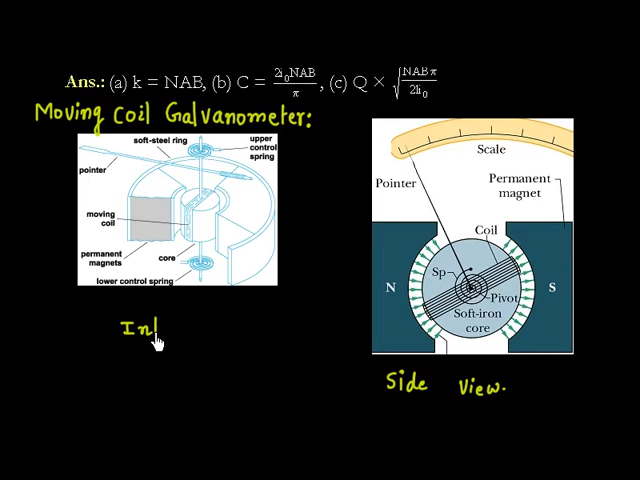 Ans.: (a) k = NAB, (b) C = 2i₀NAB/π, (c) Q × √(NABπ/2Ii₀)
Moving Coil Galvanometer:
soft-steel ring
upper control spring
pointer
moving coil
permanent magnets
core
lower control spring
Scale
Pointer
Permanent magnet
Coil
Sp
N
S
Pivot
Soft-iron core
Side View.
In